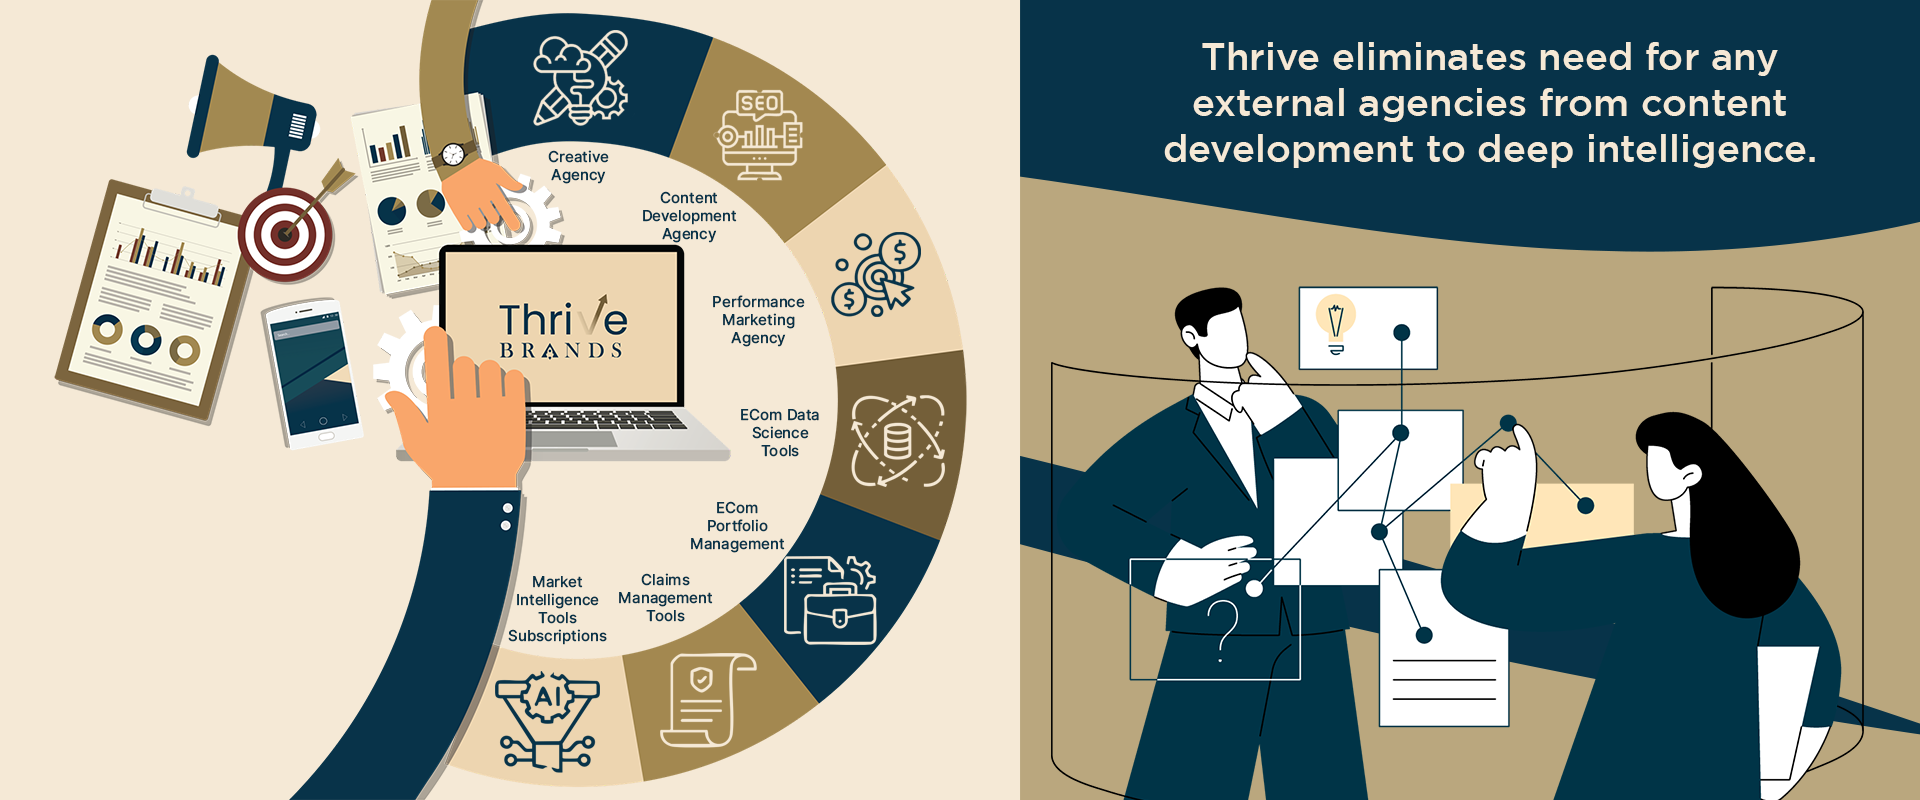 Creative
Agency
SEO
Content
Development
Agency
$
$
Performance
Marketing
Agency
Thrive
BRANDS
ECom Data
Science
Tools
ECom
Portfolio
Management
Claims
Management
Tools
Market
Intelligence
Tools
Subscriptions
AI
Thrive eliminates need for any
external agencies from content
development to deep intelligence.
?